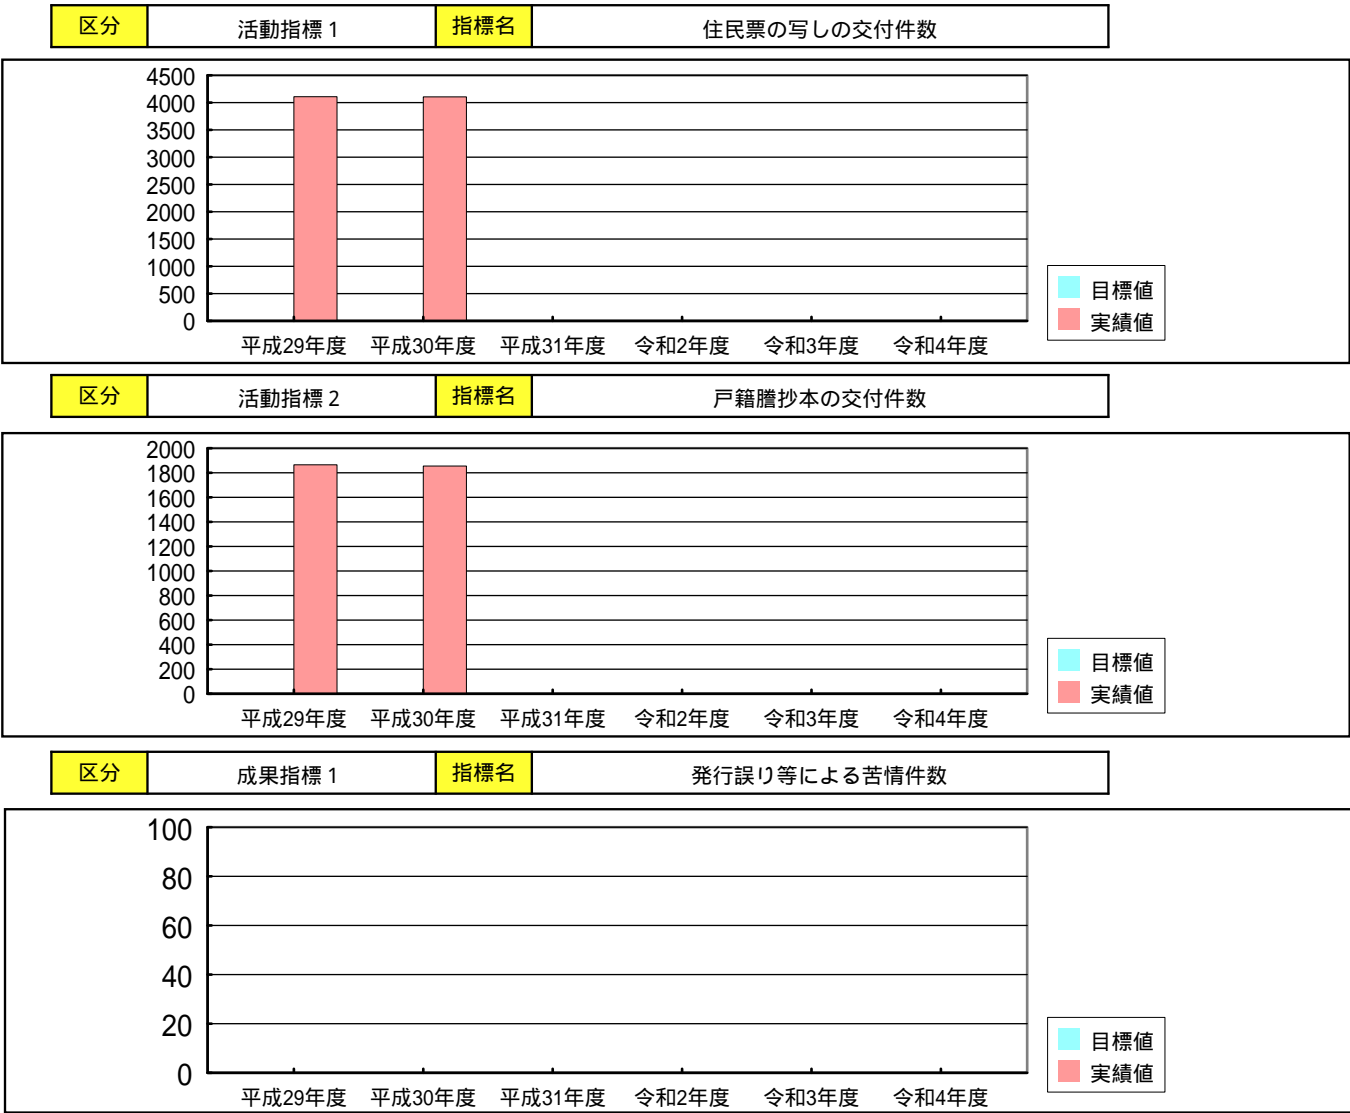 区分 活動指標１ 指標名 住民票の写しの交付件数
4500
4000
3500
3000
2500
2000
1500
1000
500
0
平成29年度 平成30年度 平成31年度 令和2年度 令和3年度 令和4年度
目標値
実績値
区分 活動指標２ 指標名 戸籍謄抄本の交付件数
2000
1800
1600
1400
1200
1000
800
600
400
200
0
平成29年度 平成30年度 平成31年度 令和2年度 令和3年度 令和4年度
目標値
実績値
区分 成果指標１ 指標名 発行誤り等による苦情件数
100
80
60
40
20
0
平成29年度 平成30年度 平成31年度 令和2年度 令和3年度 令和4年度
目標値
実績値